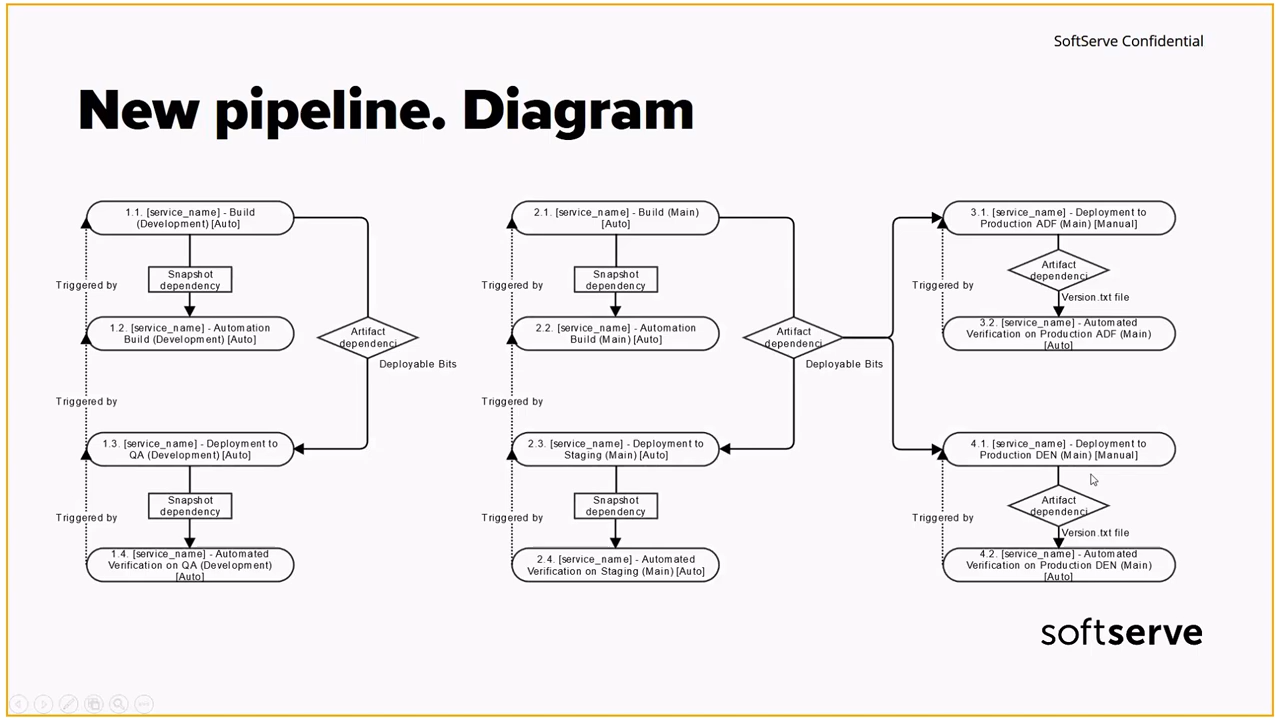 SoftServe Confidential
New pipeline. Diagram
1.1. [service_name] - Build
(Development) [Auto]
Snapshot
dependency
Triggered by
1.2. [service_name] - Automation
Build (Development) [Auto]
Artifact
dependenci
Deployable Bits
Triggered by
1.3. [service_name] - Deployment to
QA (Development) [Auto]
Snapshot
dependency
Triggered by
1.4. [service_name] - Automated
Verification on QA (Development)
[Auto]
2.1. [service_name] - Build (Main)
[Auto]
Snapshot
dependency
Triggered by
2.2. [service_name] - Automation
Build (Main) [Auto]
Artifact
dependenci
Deployable Bits
Triggered by
2.3. [service_name] - Deployment to
Staging (Main) [Auto]
Snapshot
dependency
Triggered by
2.4. [service_name] - Automated
Verification on Staging (Main) [Auto]
3.1. [service_name] - Deployment to
Production ADF (Main) [Manual]
Artifact
dependenci
Triggered by
Version.txt file
3.2. [service_name] - Automated
Verification on Production ADF (Main)
[Auto]
4.1. [service_name] - Deployment to
Production DEN (Main) [Manual]
Artifact
dependenci
Triggered by
Version.txt file
4.2. [service_name] - Automated
Verification on Production DEN (Main)
[Auto]
softserve